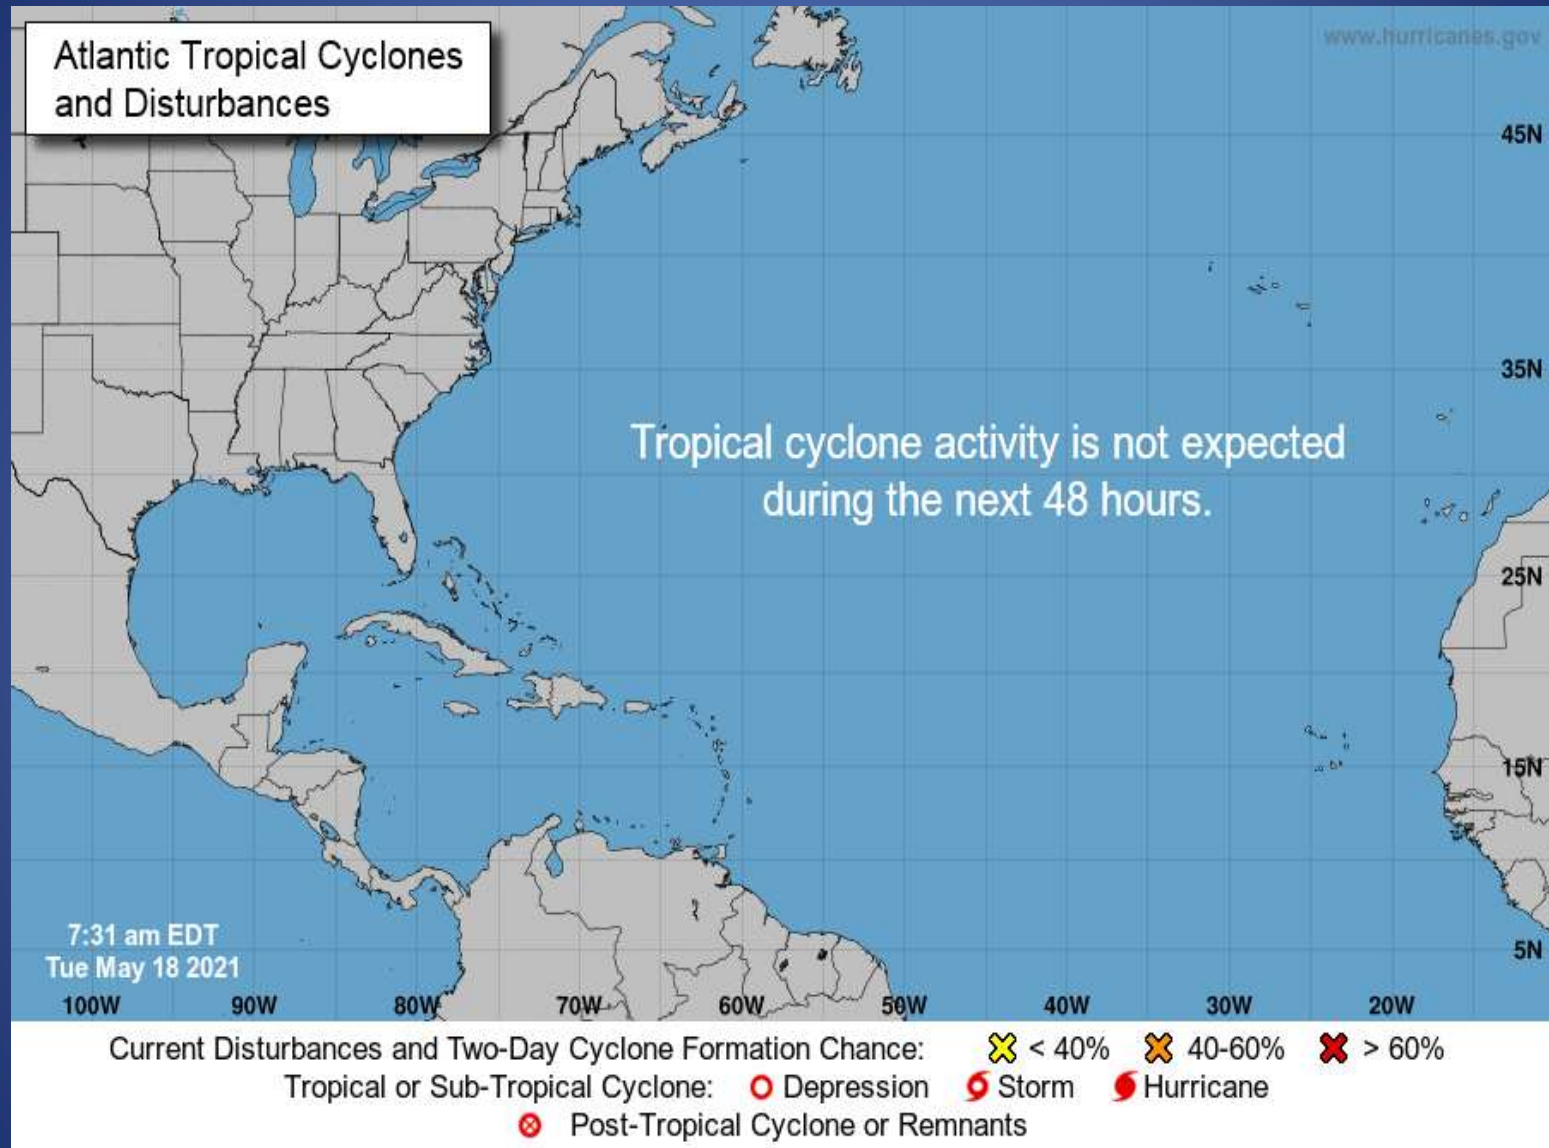 Atlantic Tropical Cyclones
and Disturbances
www.hurricanes.gov
45N
35N
Tropical cyclone activity is not expected
during the next 48 hours.
25N
15N
7:31 am EDT
Tue May 18 2021
5N
100W 90W 80W 70W 60W 50W 40W 30W 20W
Current Disturbances and Two-Day Cyclone Formation Chance: < 40% 40-60% > 60%
Tropical or Sub-Tropical Cyclone: Depression Storm Hurricane
Post-Tropical Cyclone or Remnants